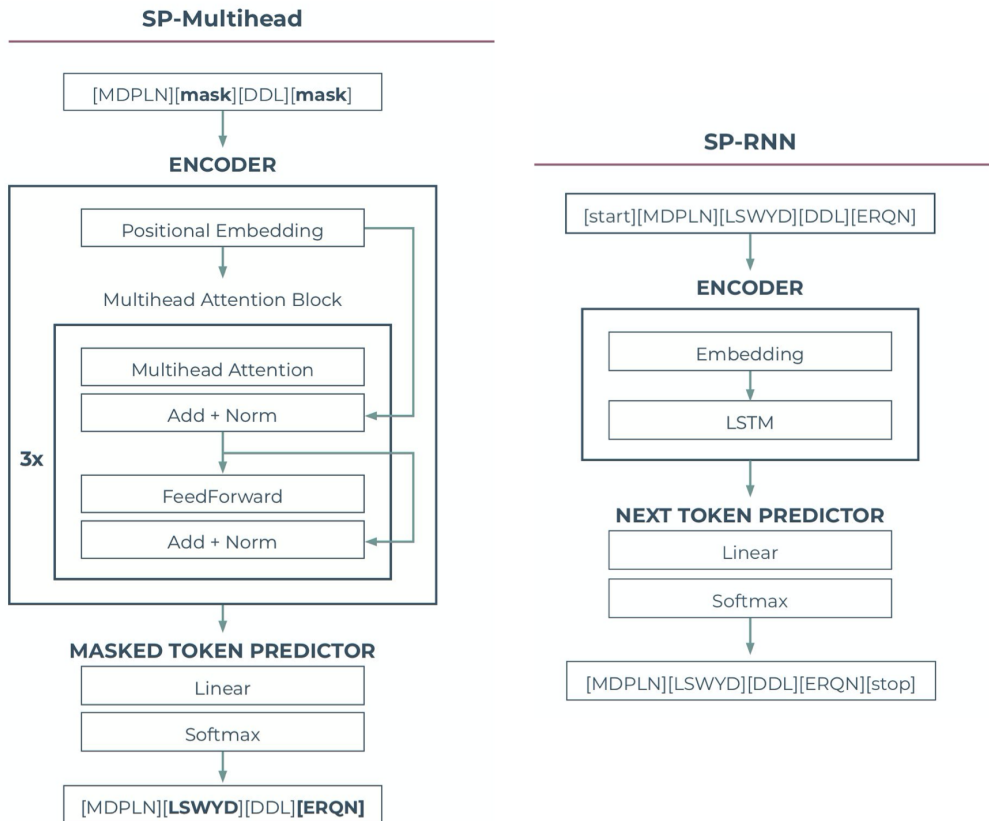 SP-Multihead
[MDPLN][mask][DDL][mask]
ENCODER
Positional Embedding
Multihead Attention Block
Multihead Attention
Add + Norm
3x
FeedForward
Add + Norm
MASKED TOKEN PREDICTOR
Linear
Softmax
[MDPLN][LSWYD][DDL][ERQN]
SP-RNN
[start][MDPLN][LSWYD][DDL][ERQN]
ENCODER
Embedding
LSTM
NEXT TOKEN PREDICTOR
Linear
Softmax
[MDPLN][LSWYD][DDL][ERQN][stop]